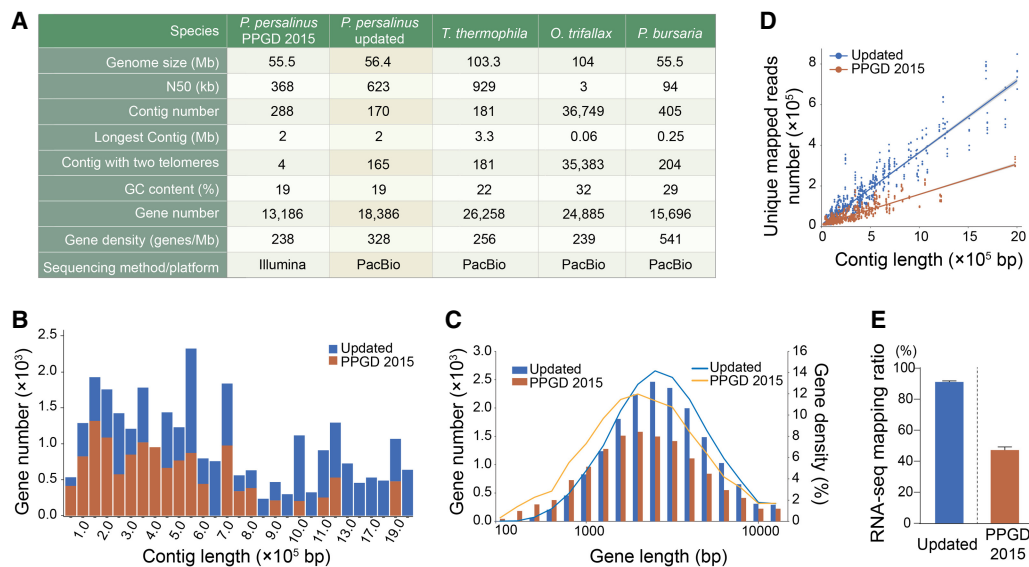 A
Species P. persalinus PPGD 2015 P. persalinus updated T. thermophila O. trifallax P. bursaria
Genome size (Mb) 55.5 56.4 103.3 104 55.5
N50 (kb) 368 623 929 3 94
Contig number 288 170 181 36,749 405
Longest Contig (Mb) 2 2 3.3 0.06 0.25
Contig with two telomeres 4 165 181 35,383 204
GC content (%) 19 19 22 32 29
Gene number 13,186 18,386 26,258 24,885 15,696
Gene density (genes/Mb) 238 328 256 239 541
Sequencing method/platform Illumina PacBio PacBio PacBio PacBio
D
Unique mapped reads
number (×10⁵)
8
6
4
2
0
Updated
PPGD 2015
0 5 10 15 20
Contig length (×10⁵ bp)
B
Gene number (×10³)
2.5
2.0
1.5
1.0
0.5
0.0
Updated
PPGD 2015
1.0 2.0 3.0 4.0 5.0 6.0 7.0 8.0 9.0 10.0 11.0 13.0 17.0 19.0
Contig length (×10⁵ bp)
C
Gene number (×10³)
3.0
2.5
2.0
1.5
1.0
0.5
0.0
Updated
PPGD 2015
Updated
PPGD 2015
16
14
12
10
8
6
4
2
0
Gene density (%)
100 1000 10000
Gene length (bp)
E
RNA-seq mapping ratio
(%)
100
80
60
40
20
0
Updated PPGD
2015